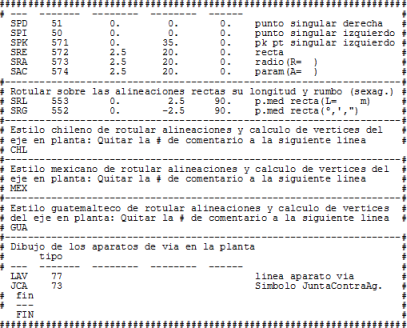 ################################################################
# ---  ------  --------  --------  ------
  SPD    51      0.        0.       0.    punto singular derecha
  SPI    50      0.        0.       0.    punto singular izquierdo
  SPK    571     0.       35.       0.    pk pt singular izquierdo
  SRE    572     2.5      20.       0.    recta
  SRA    573     2.5      20.       0.    radio(R=  )
  SAC    574     2.5      20.       0.    param(A=  )
#---------------------------------------------------------------
# Rotular sobre las alineaciones rectas su longitud y rumbo (sexag.)
  SRL    553     0.        2.5     90.    p.med recta(L=    m)
  SRG    552     0.       -2.5     90.    p.med recta(º,',")
#---------------------------------------------------------------
# Estilo chileno de rotular alineaciones y calculo de vertices del
# eje en planta: Quitar la # de comentario a la siguiente linea
# CHL
#---------------------------------------------------------------
# Estilo mexicano de rotular alineaciones y calculo de vertices del
# eje en planta: Quitar la # de comentario a la siguiente linea
# MEX
#---------------------------------------------------------------
# Estilo guatemalteco de rotular alineaciones y calculo de vertices
# del eje en planta: Quitar la # de comentario a la siguiente linea
# GUA
#---------------------------------------------------------------
# Dibujo de los aparatos de via en la planta
#       tipo
# ---  ------  --------  --------  ------
  LAV    77                               linea aparato via
  JCA    73                               Simbolo JuntaContraAg.
#  fin
#  ---
   FIN
################################################################